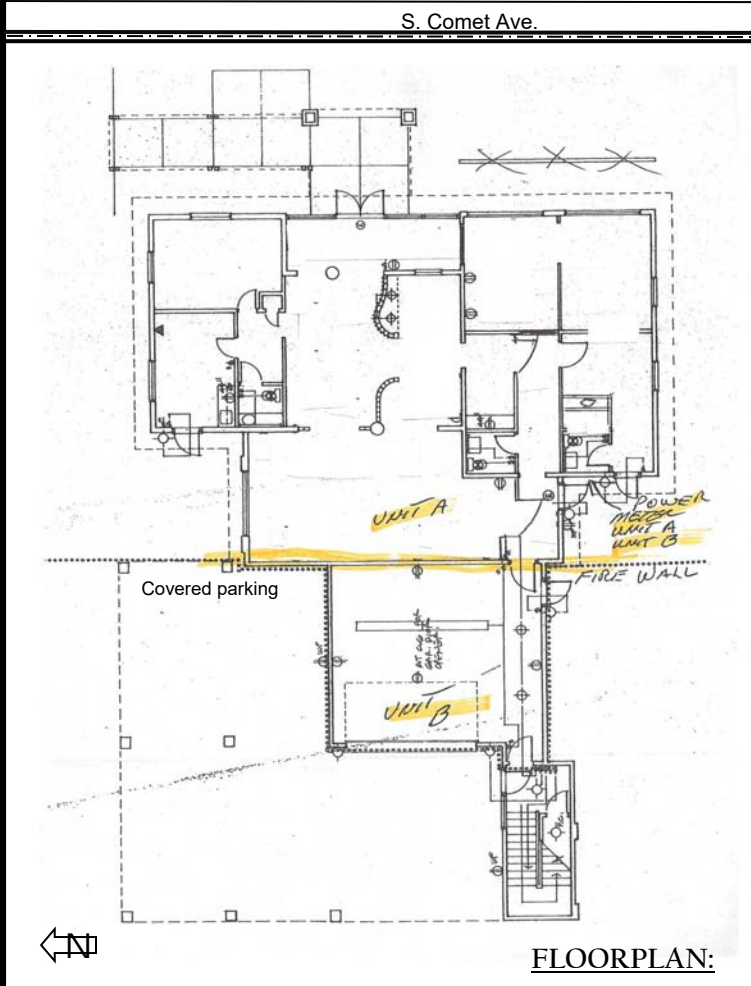 S. Comet Ave.
UNIT A
POWER
METER
UNIT A
UNIT B
FIRE WALL
Covered parking
UNIT
B
N
FLOORPLAN: